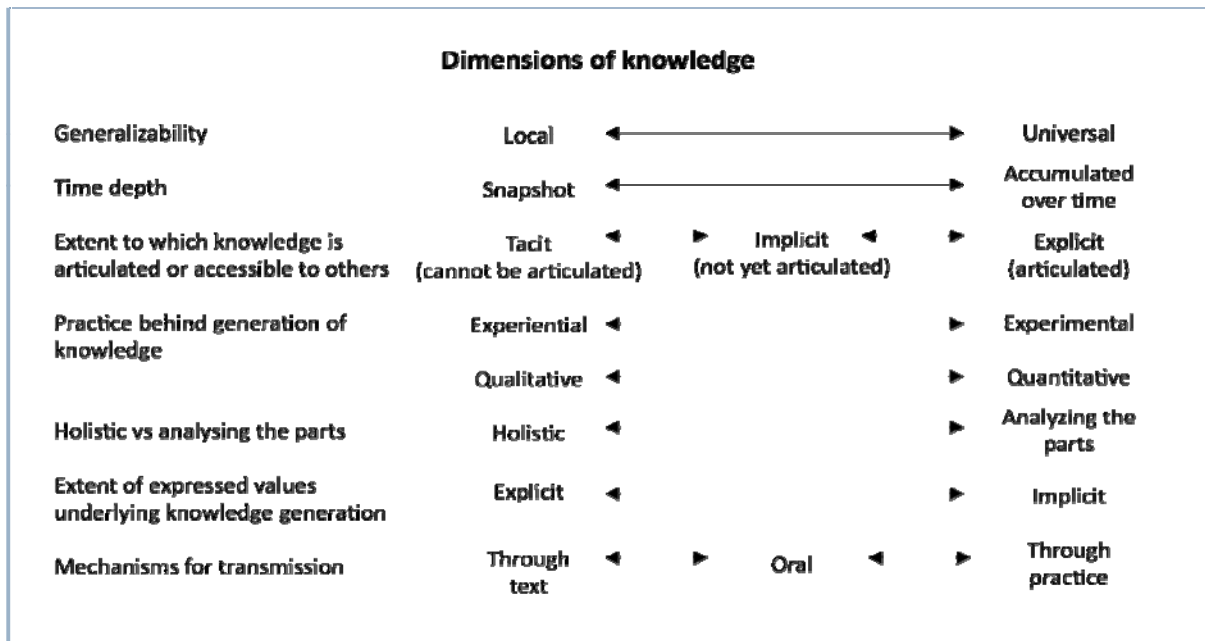 Dimensions of knowledge
Generalizability Local Universal
Time depth Snapshot Accumulated over time
Extent to which knowledge is articulated or accessible to others Tacit (cannot be articulated) Implicit (not yet articulated) Explicit (articulated)
Practice behind generation of knowledge Experiential Experimental
Qualitative Quantitative
Holistic vs analysing the parts Holistic Analyzing the parts
Extent of expressed values underlying knowledge generation Explicit Implicit
Mechanisms for transmission Through text Oral Through practice